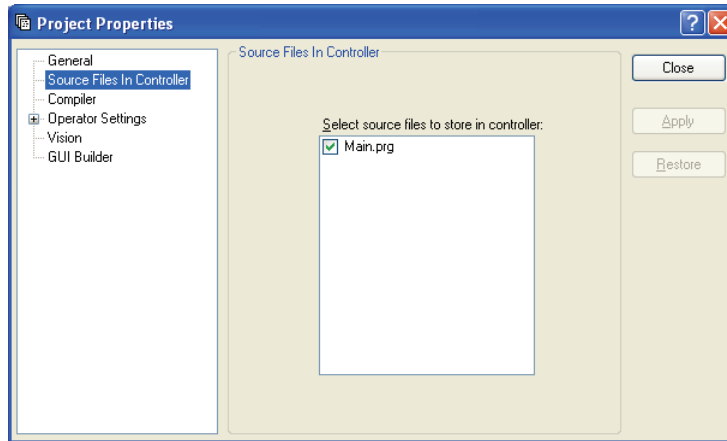 Project Properties
General
Source Files In Controller
Compiler
Operator Settings
Vision
GUI Builder
Source Files In Controller
Select source files to store in controller:
Main.prg
Close
Apply
Restore